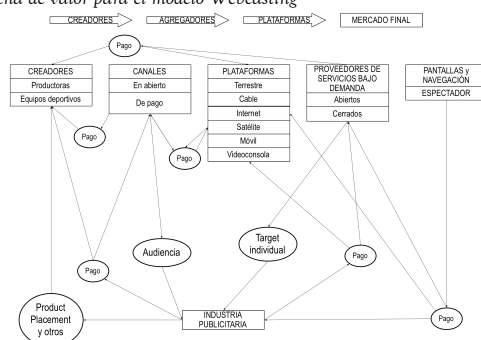 ena de valor para el modelo Webcasting
CREADORES
AGREGADORES
PLATAFORMAS
MERCADO FINAL
Pago
CREADORES
Productoras
Equipos deportivos
CANALES
En abierto
De pago
PLATAFORMAS
Terrestre
Cable
Internet
Satélite
Móvil
Videoconsola
PROVEEDORES DE
SERVICIOS BAJO
DEMANDA
Abiertos
Cerrados
PANTALLAS y
NAVEGACIÓN
ESPECTADOR
Pago
Pago
Audiencia
Target
individual
Pago
Pago
Product
Placement
y otros
INDUSTRIA
PUBLICITARIA
Pago